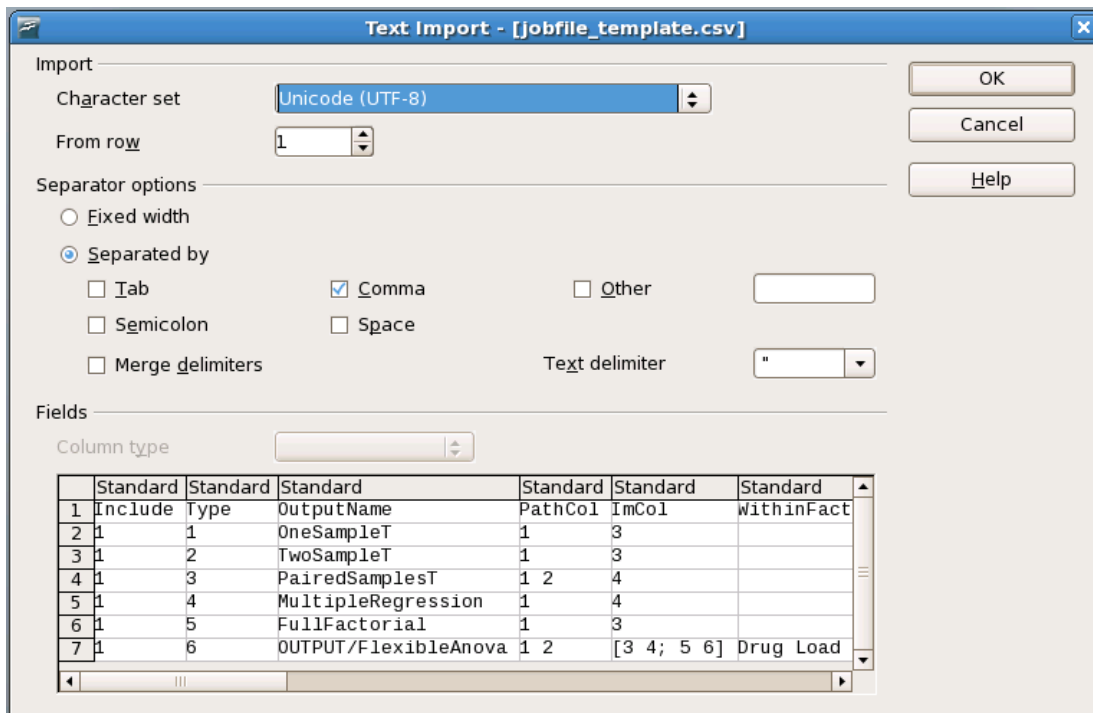 Text Import - [jobfile_template.csv]
Import
Character set Unicode (UTF-8)
From row 1
OK
Cancel
Help
Separator options
Fixed width
Separated by
Tab Comma Other
Semicolon Space
Merge delimiters Text delimiter "
Fields
Column type
Standard Standard Standard Standard Standard Standard
1 Include Type OutputName PathCol ImCol WithinFact
2 1 1 OneSampleT 1 3
3 1 2 TwoSampleT 1 3
4 1 3 PairedSamplesT 1 2 4
5 1 4 MultipleRegression 1 4
6 1 5 FullFactorial 1 3
7 1 6 OUTPUT/FlexibleAnova 1 2 [3 4; 5 6] Drug Load